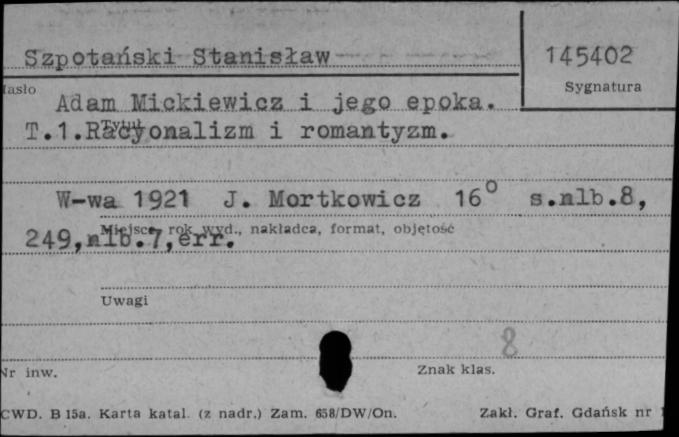 Szpotański Stanisław
145402
Sygnatura
Adam Mickiewicz i jego epoka.
T.1.Racyonalizm i romantyzm.
Tytuł
W-wa 1921 J. Mortkowicz 16° s.nlb.8,
Miejsce, rok wyd., nakładca, format, objętość
249,nlb.7,err.
Uwagi
8
Nr inw.
Znak klas.
CWD. B 15a. Karta katal. (z nadr.) Zam. 658/DW/On.
Zakł. Graf. Gdańsk nr